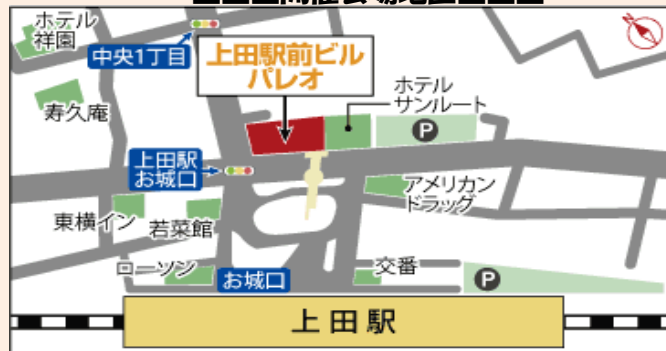 ホテル
祥園
中央1丁目
上田駅前ビル
パレオ
ホテル
サンルート
寿久庵
P
上田駅
お城口
アメリカン
ドラッグ
東横イン
若菜館
ローソン
お城口
交番
P
上田駅